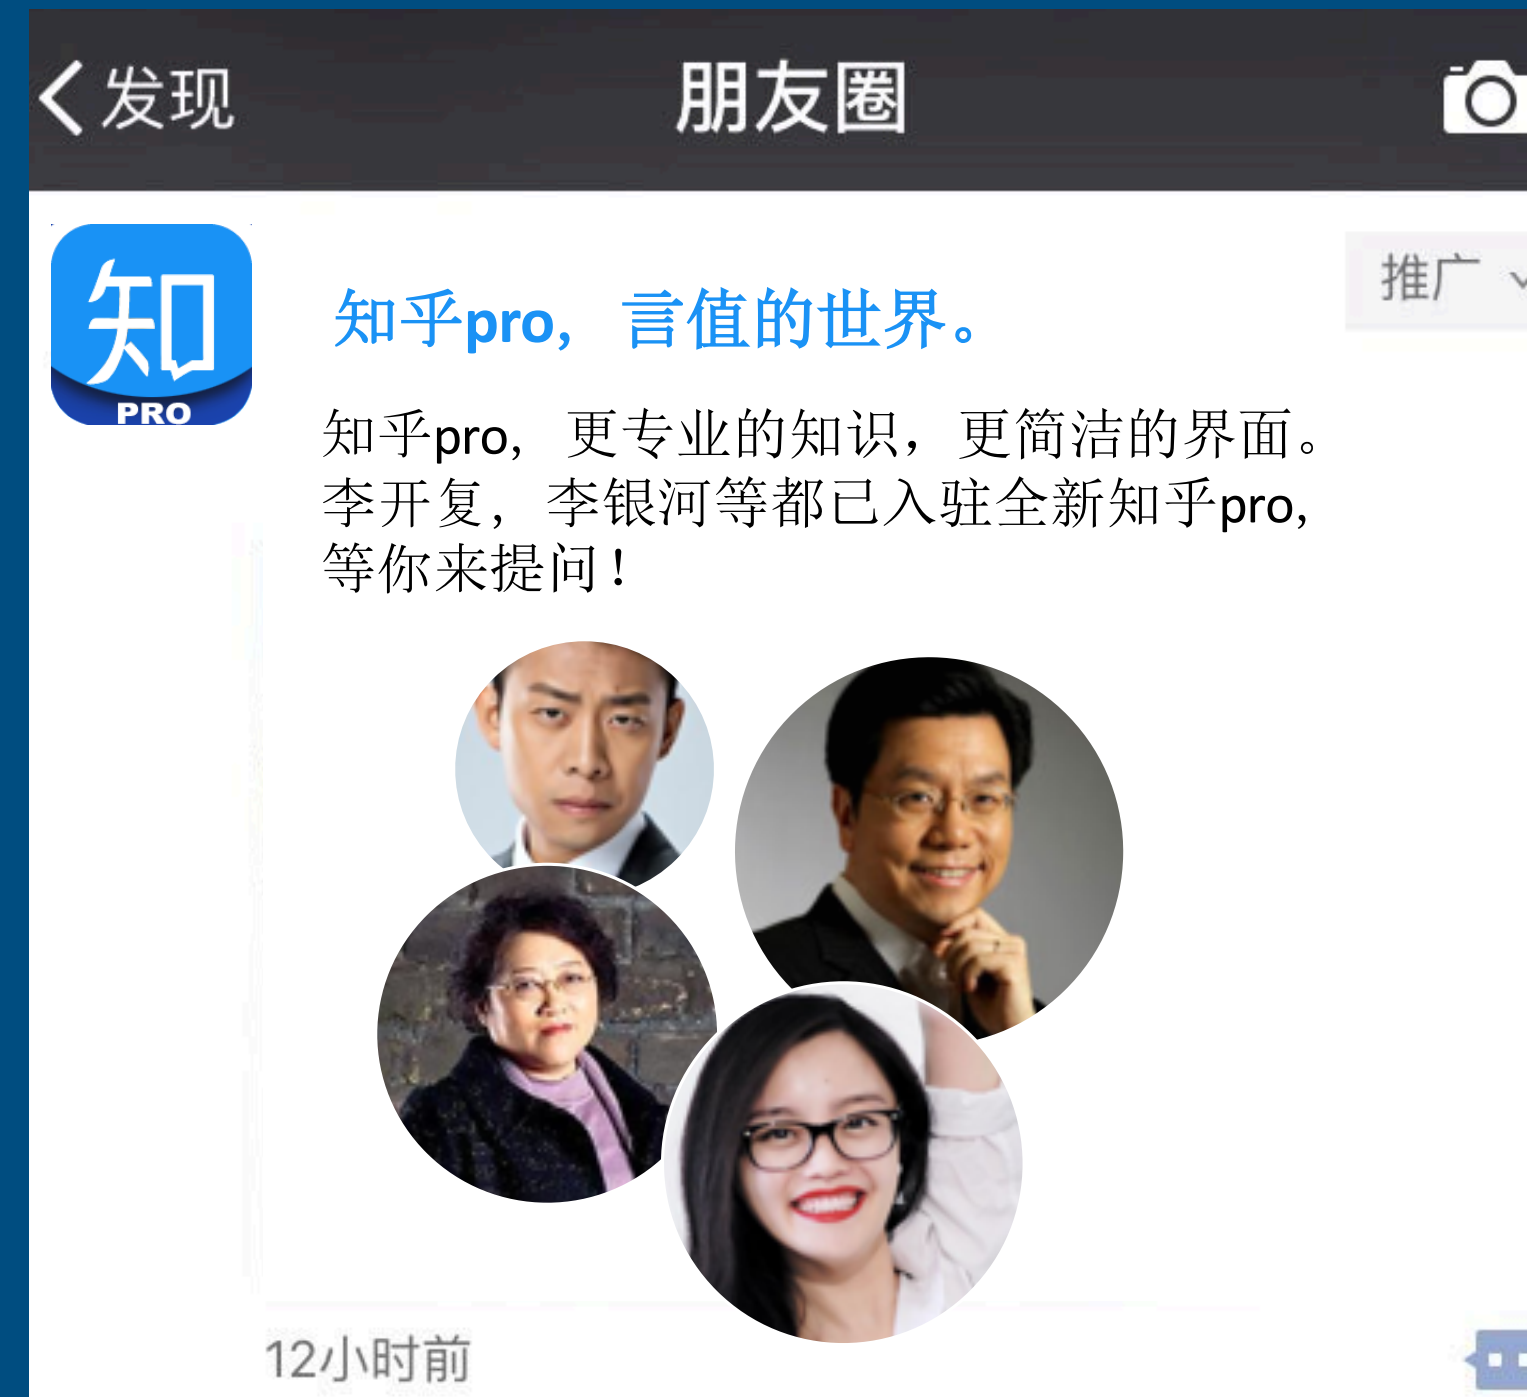 发现
朋友圈
知
PRO
推广
知乎pro，言值的世界。
知乎pro，更专业的知识，更简洁的界面。
李开复，李银河等都已入驻全新知乎pro,
等你来提问！
12小时前